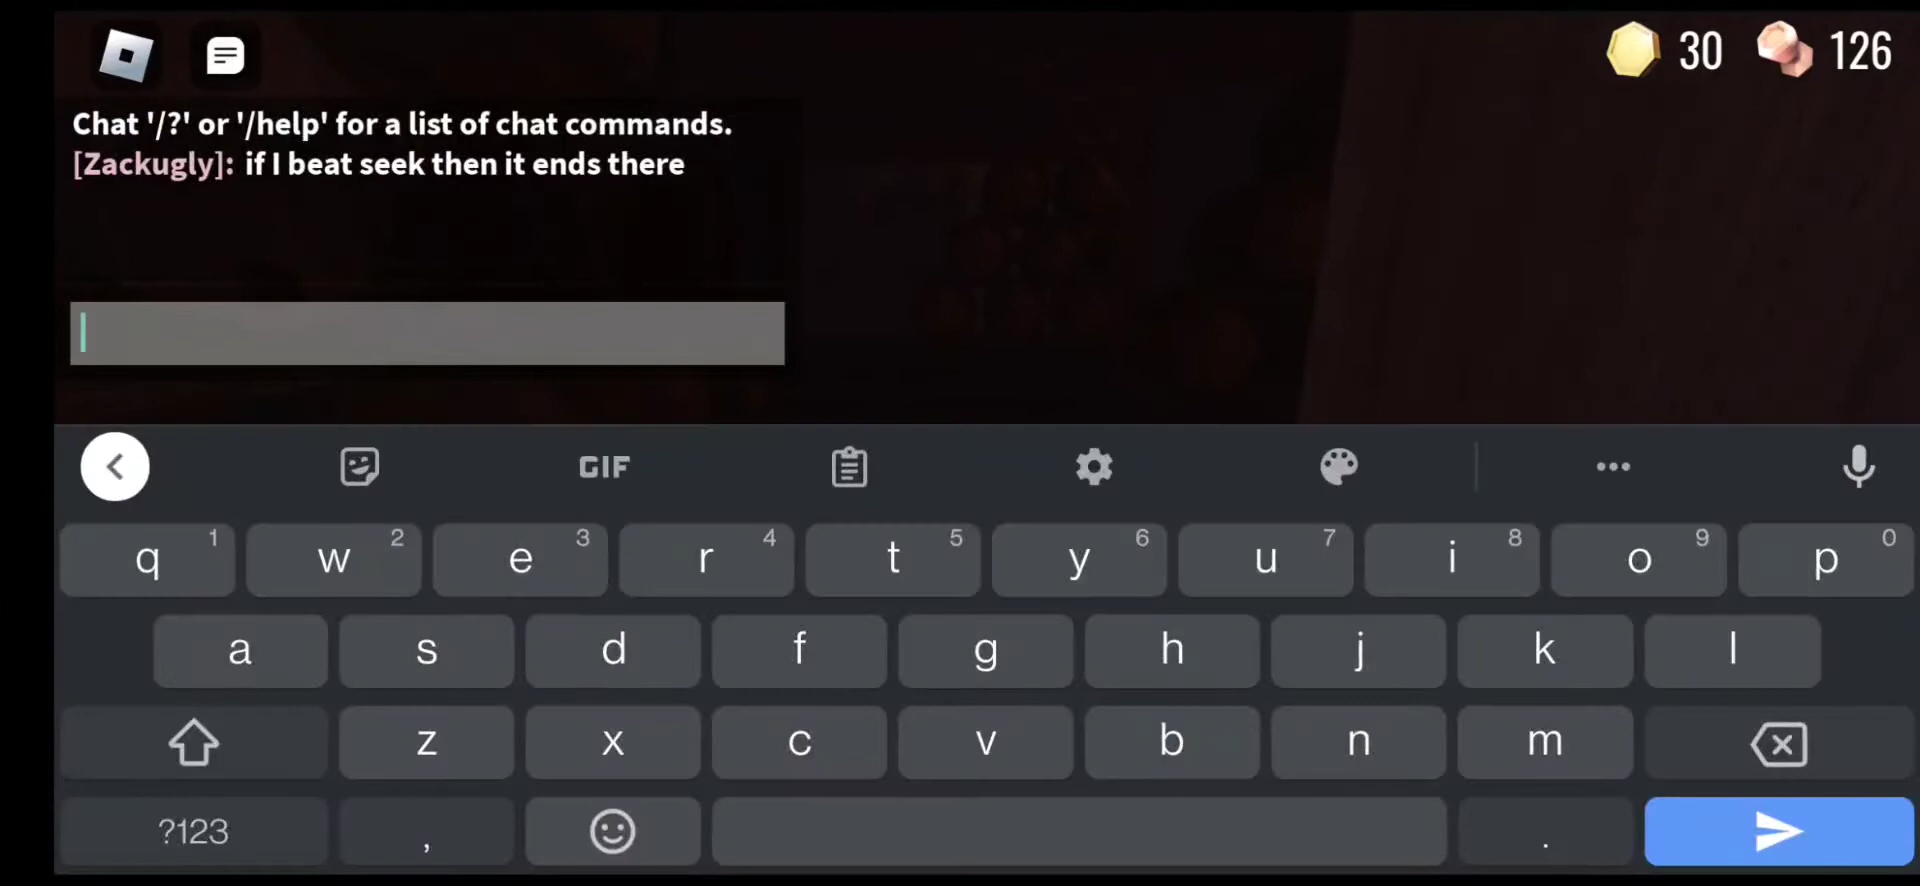 30 126
Chat '/?' or '/help' for a list of chat commands.
[Zackugly]: if I beat seek then it ends there
GIF
q 1 w 2 e 3 r 4 t 5 y 6 u 7 i 8 o 9 p 0
a s d f g h j k l
z x c v b n m
?123 , .